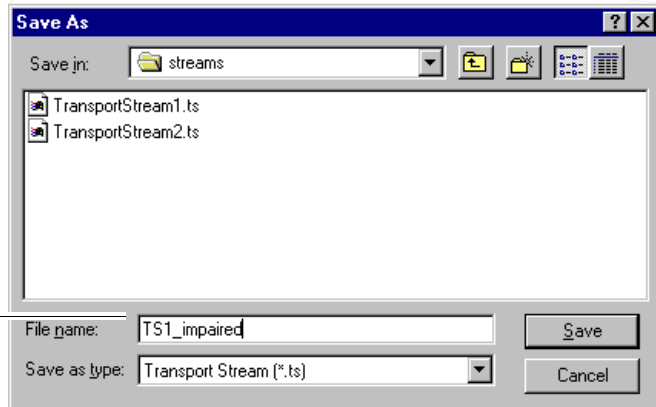 Save As
Save in: streams
TransportStream1.ts
TransportStream2.ts
File name: TS1_impaired Save
Save as type: Transport Stream (*.ts) Cancel